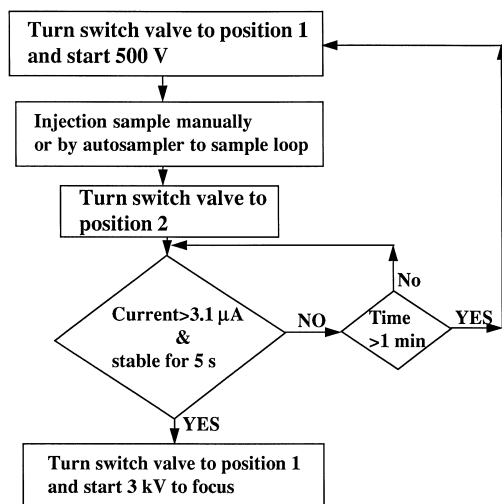 Turn switch valve to position 1
and start 500 V
Injection sample manually
or by autosampler to sample loop
Turn switch valve to
position 2
No
Current>3.1 µA
&
stable for 5 s
NO
Time
>1 min
YES
YES
Turn switch valve to position 1
and start 3 kV to focus